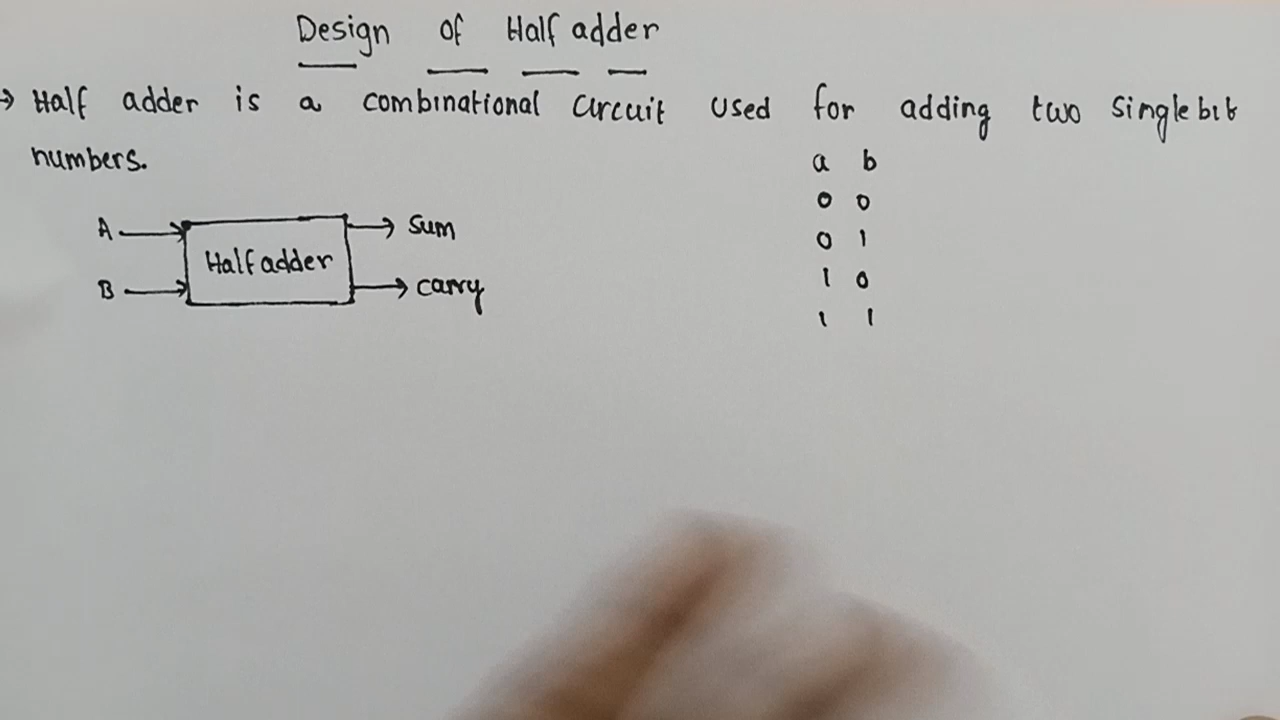 Design of Half adder
→ Half adder is a combinational circuit used for adding two single bit
numbers.
a b
0 0
0 1
1 0
1 1
A
B
Half adder
Sum
carry